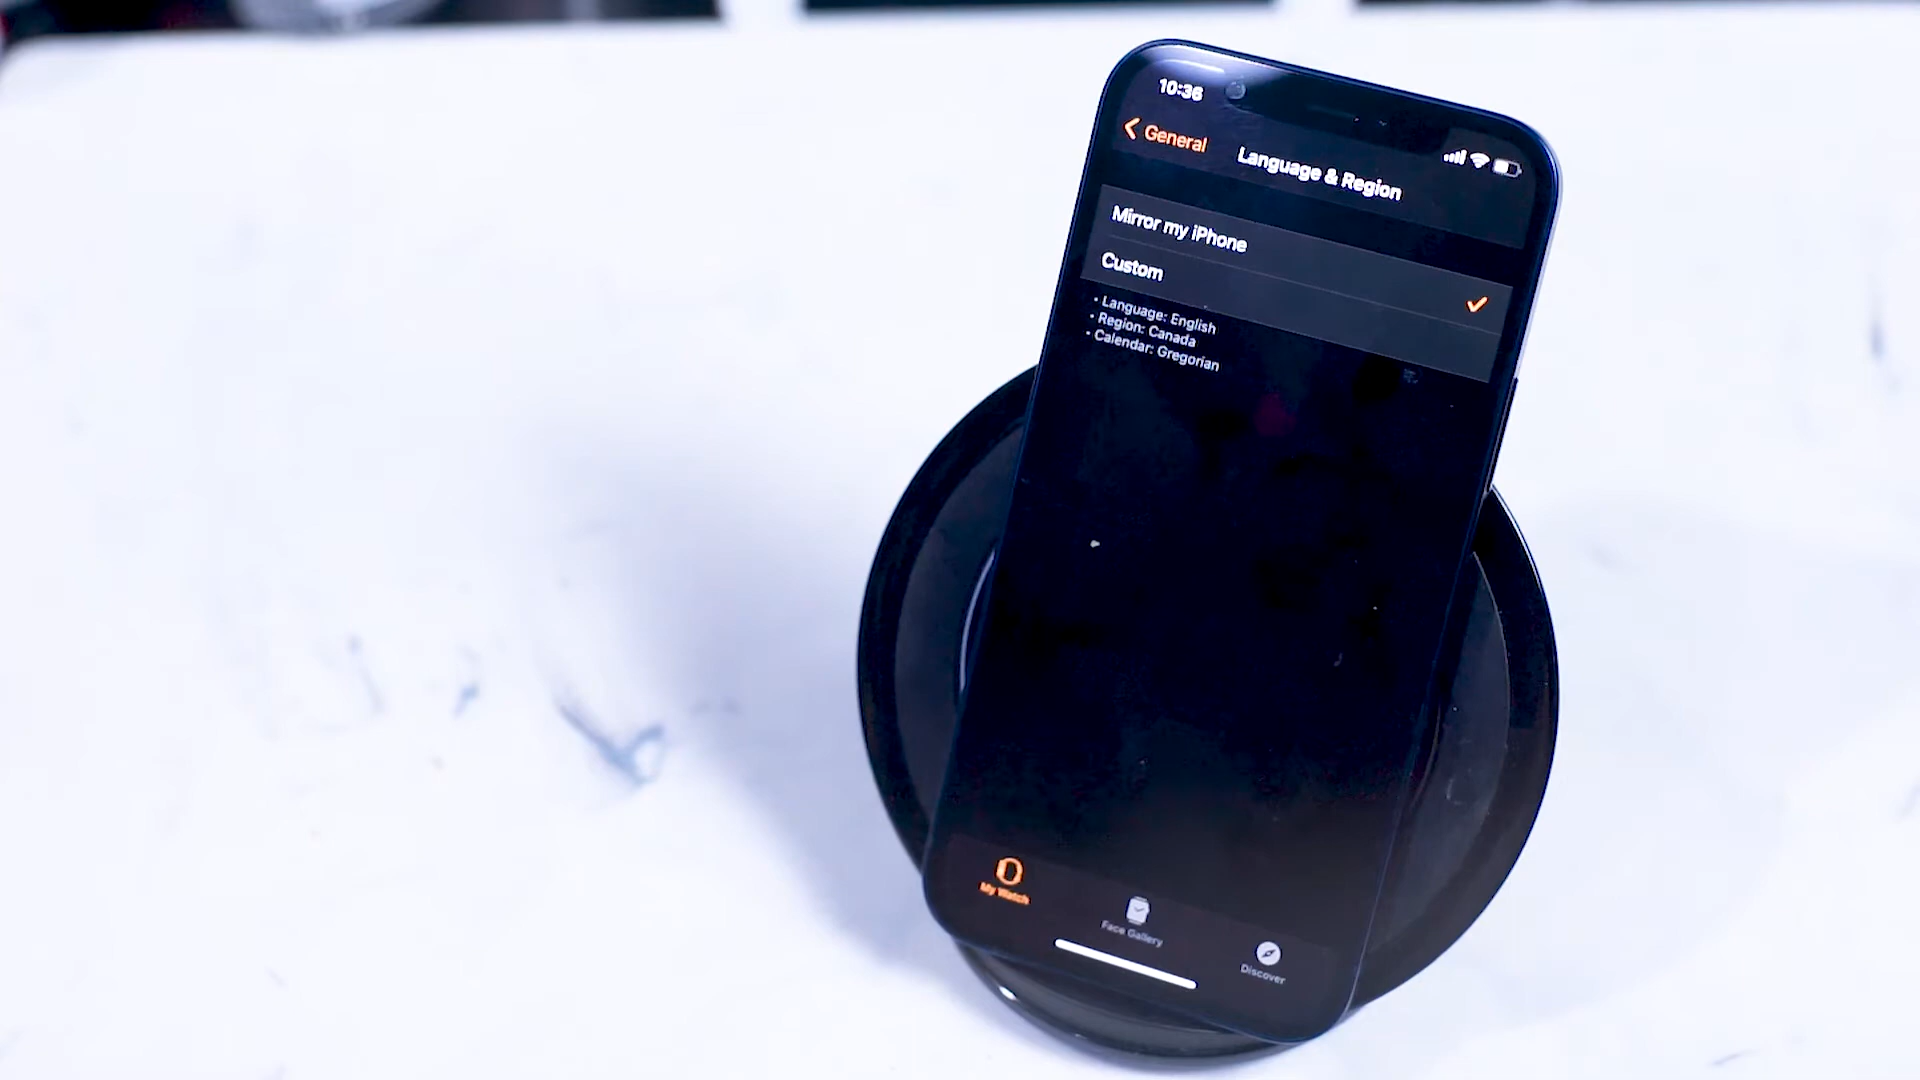 10:36
General
Language & Region
Mirror my iPhone
Custom
• Language: English
• Region: Canada
• Calendar: Gregorian
My Watch
Face Gallery
Discover